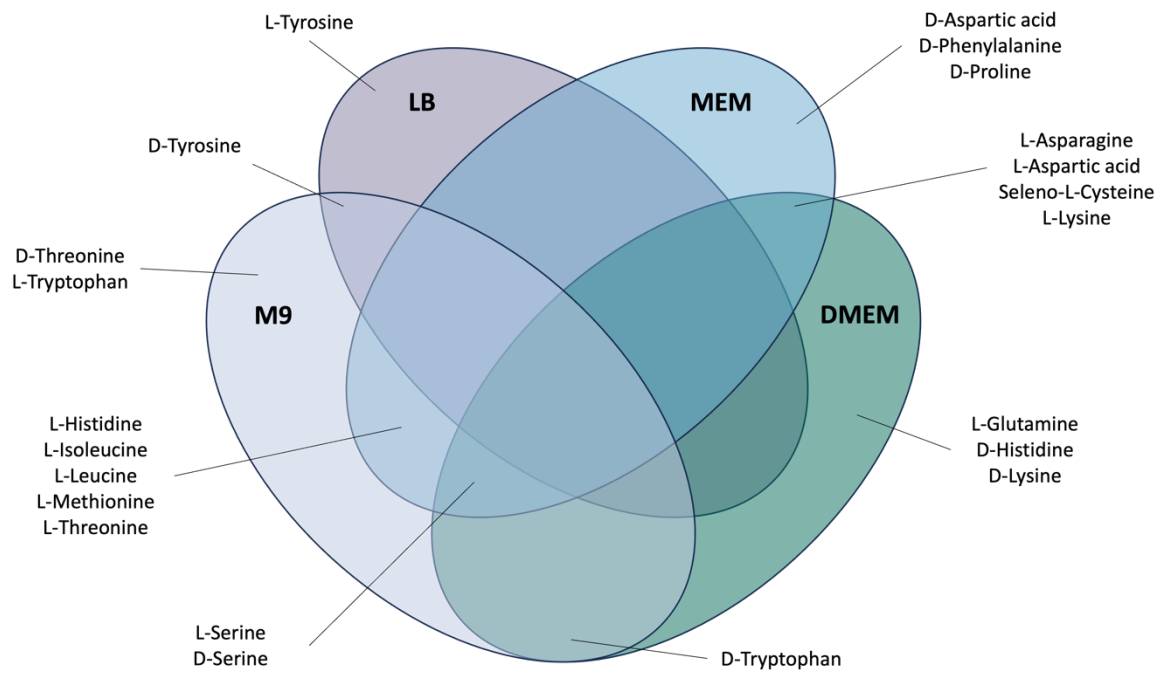 L-Tyrosine
D-Aspartic acid
D-Phenylalanine
D-Proline
LB
MEM
D-Tyrosine
L-Asparagine
L-Aspartic acid
Seleno-L-Cysteine
L-Lysine
D-Threonine
L-Tryptophan
M9
DMEM
L-Histidine
L-Isoleucine
L-Leucine
L-Methionine
L-Threonine
L-Glutamine
D-Histidine
D-Lysine
L-Serine
D-Serine
D-Tryptophan